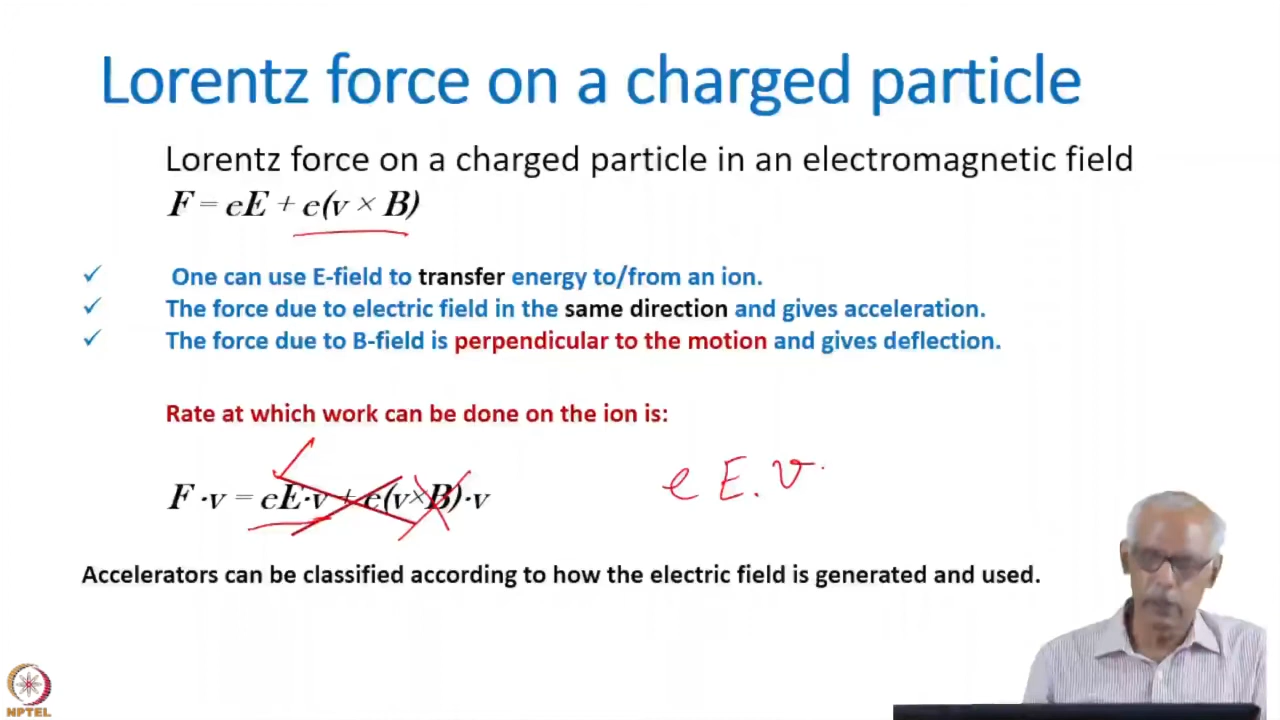 Lorentz force on a charged particle
Lorentz force on a charged particle in an electromagnetic field
F = eE + e(v × B)
✓ One can use E-field to transfer energy to/from an ion.
✓ The force due to electric field in the same direction and gives acceleration.
✓ The force due to B-field is perpendicular to the motion and gives deflection.
Rate at which work can be done on the ion is:
F ·v = eE·v + e(v×B)·v
e E. v
Accelerators can be classified according to how the electric field is generated and used.
NPTEL